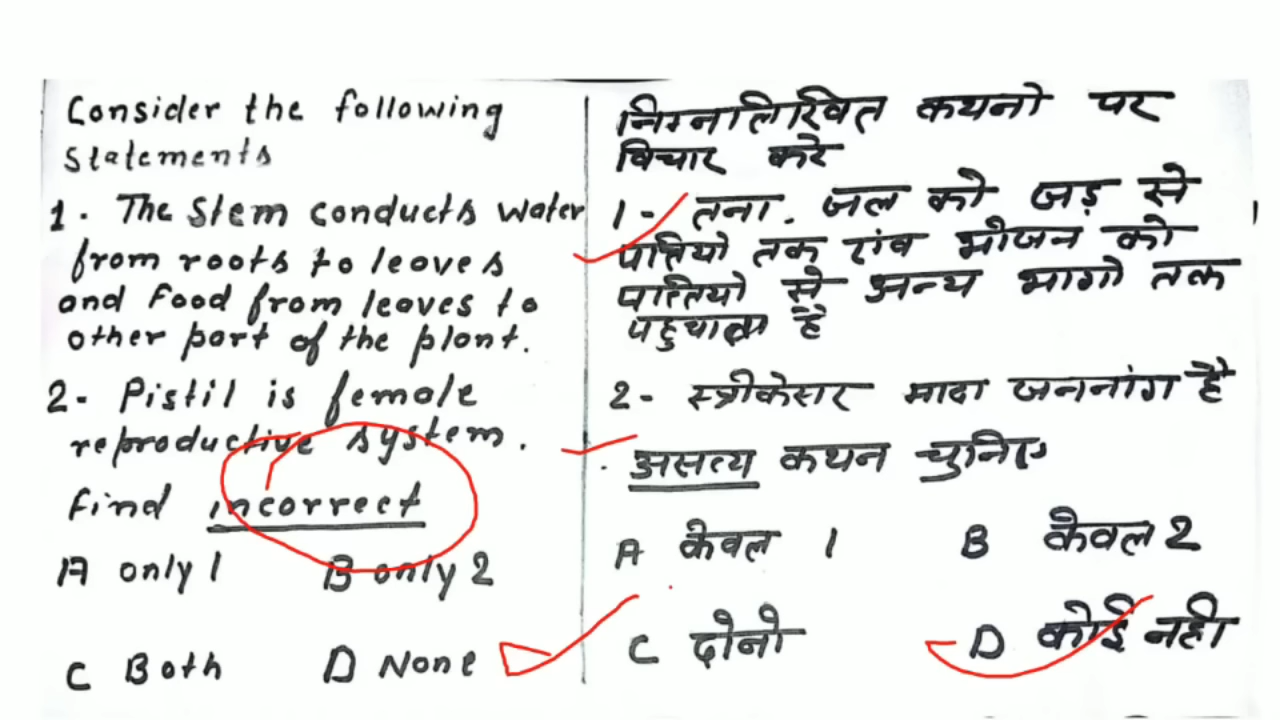 Consider the following
statements
1. The stem conducts water
from roots to leaves
and food from leaves to
other part of the plant.
2- Pistil is female
reproductive system.
find incorrect
A only 1 B only 2
C Both D None
निम्नलिखित कथनो पर
विचार करे
1- तना. जल को जड़ से
पत्तियो तक एंव भोजन को
पत्तियो से अन्य भागो तक
पहुचाता है
2- स्त्रीकेसर मादा जननांग है
असत्य कथन चुनिए
A केवल 1 B केवल 2
C दोनो D कोई नही